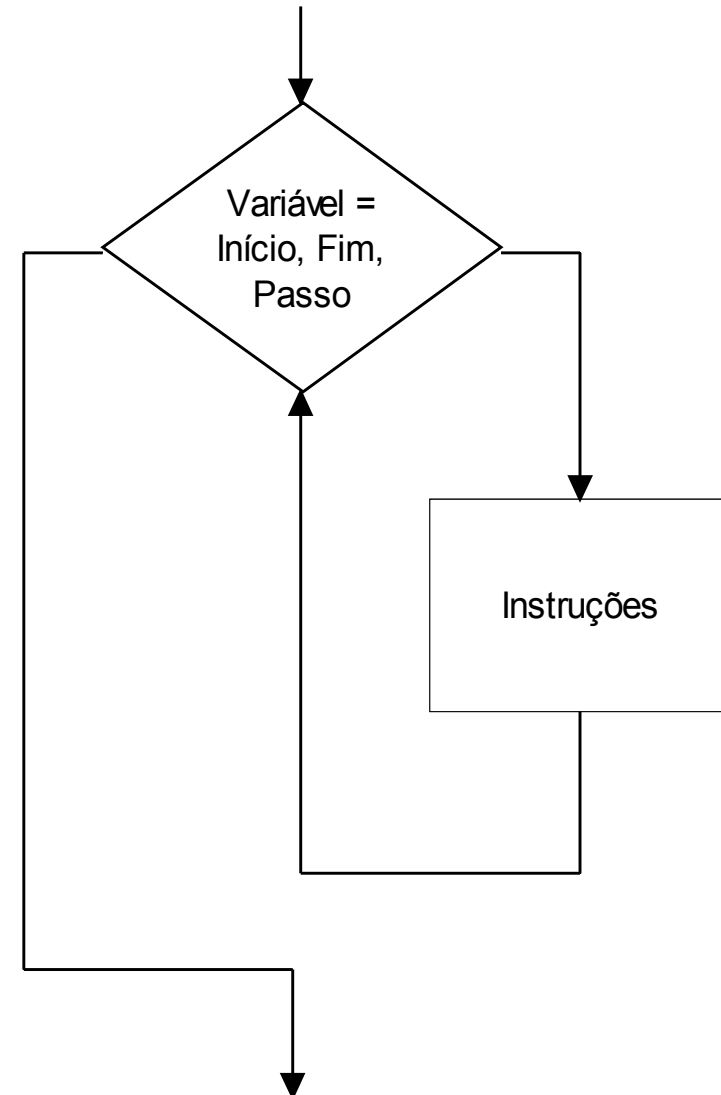 Variável =
Início, Fim,
Passo
Instruções